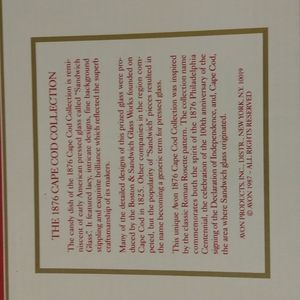 THE 1876 CAPE COD COLLECTION
The candy dish of the 1876 Cape Cod Collection is remi-
niscent of early American pressed glass called "Sandwich
Glass". It featured lacy, intricate designs, fine background
stippling and exquisite brilliance which reflected the superb
craftsmanship of its makers.
Many of the detailed designs of this prized glass were pro-
duced by the Boston & Sandwich Glass Works founded on
Cape Cod in 1825. Other companies in the region com-
peted, but the popularity of "Sandwich" pieces resulted in
the name becoming a generic term for pressed glass.
This unique Avon 1876 Cape Cod Collection was inspired
by the classic Roman Rosette patterns. The collection name
commemorates both the spirit of the 1876 Philadelphia
Centennial, the celebration of the 100th anniversary of the
signing of the Declaration of Independence, and, Cape Cod,
the area where Sandwich glass originated.
AVON PRODUCTS, INC., DISTR., NEW YORK, NY 10019
© AVON 1987 - ALL RIGHTS RESERVED